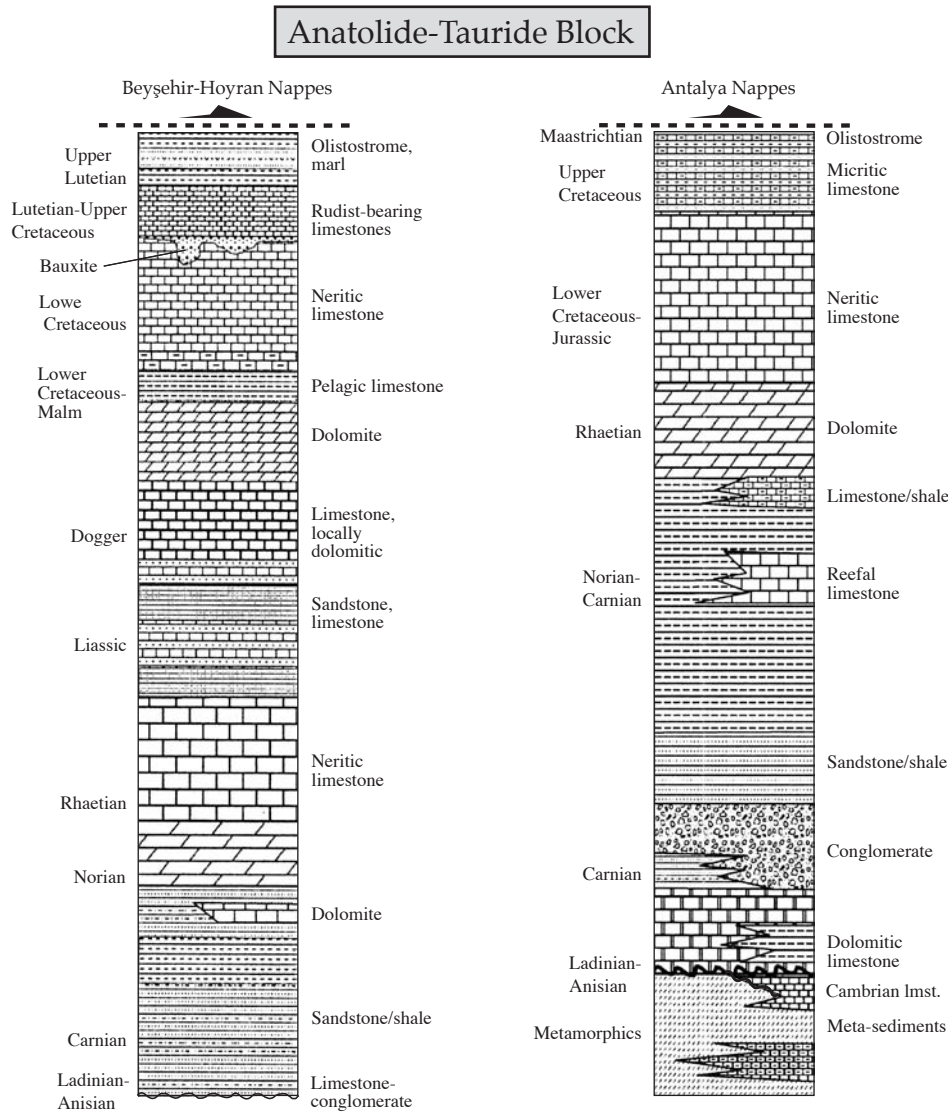 Anatolide-Tauride Block
Beyşehir-Hoyran Nappes
Upper
Lutetian
Lutetian-Upper
Cretaceous
Bauxite
Lowe
Cretaceous
Lower
Cretaceous-
Malm
Dogger
Liassic
Rhaetian
Norian
Carnian
Ladinian-
Anisian
Olistostrome,
marl
Rudist-bearing
limestones
Neritic
limestone
Pelagic limestone
Dolomite
Limestone,
locally
dolomitic
Sandstone,
limestone
Neritic
limestone
Dolomite
Sandstone/shale
Limestone-
conglomerate
Antalya Nappes
Maastrichtian
Upper
Cretaceous
Lower
Cretaceous-
Jurassic
Rhaetian
Norian-
Carnian
Carnian
Ladinian-
Anisian
Metamorphics
Olistostrome
Micritic
limestone
Neritic
limestone
Dolomite
Limestone/shale
Reefal
limestone
Sandstone/shale
Conglomerate
Dolomitic
limestone
Cambrian lmst.
Meta-sediments